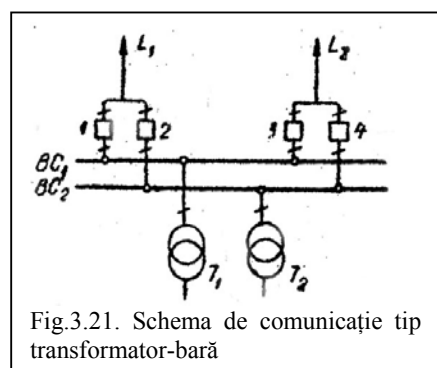 L₁ L₂
1 2 3 4
BC₁
BC₂
T₁ T₂
Fig.3.21. Schema de comunicație tip
transformator-bară